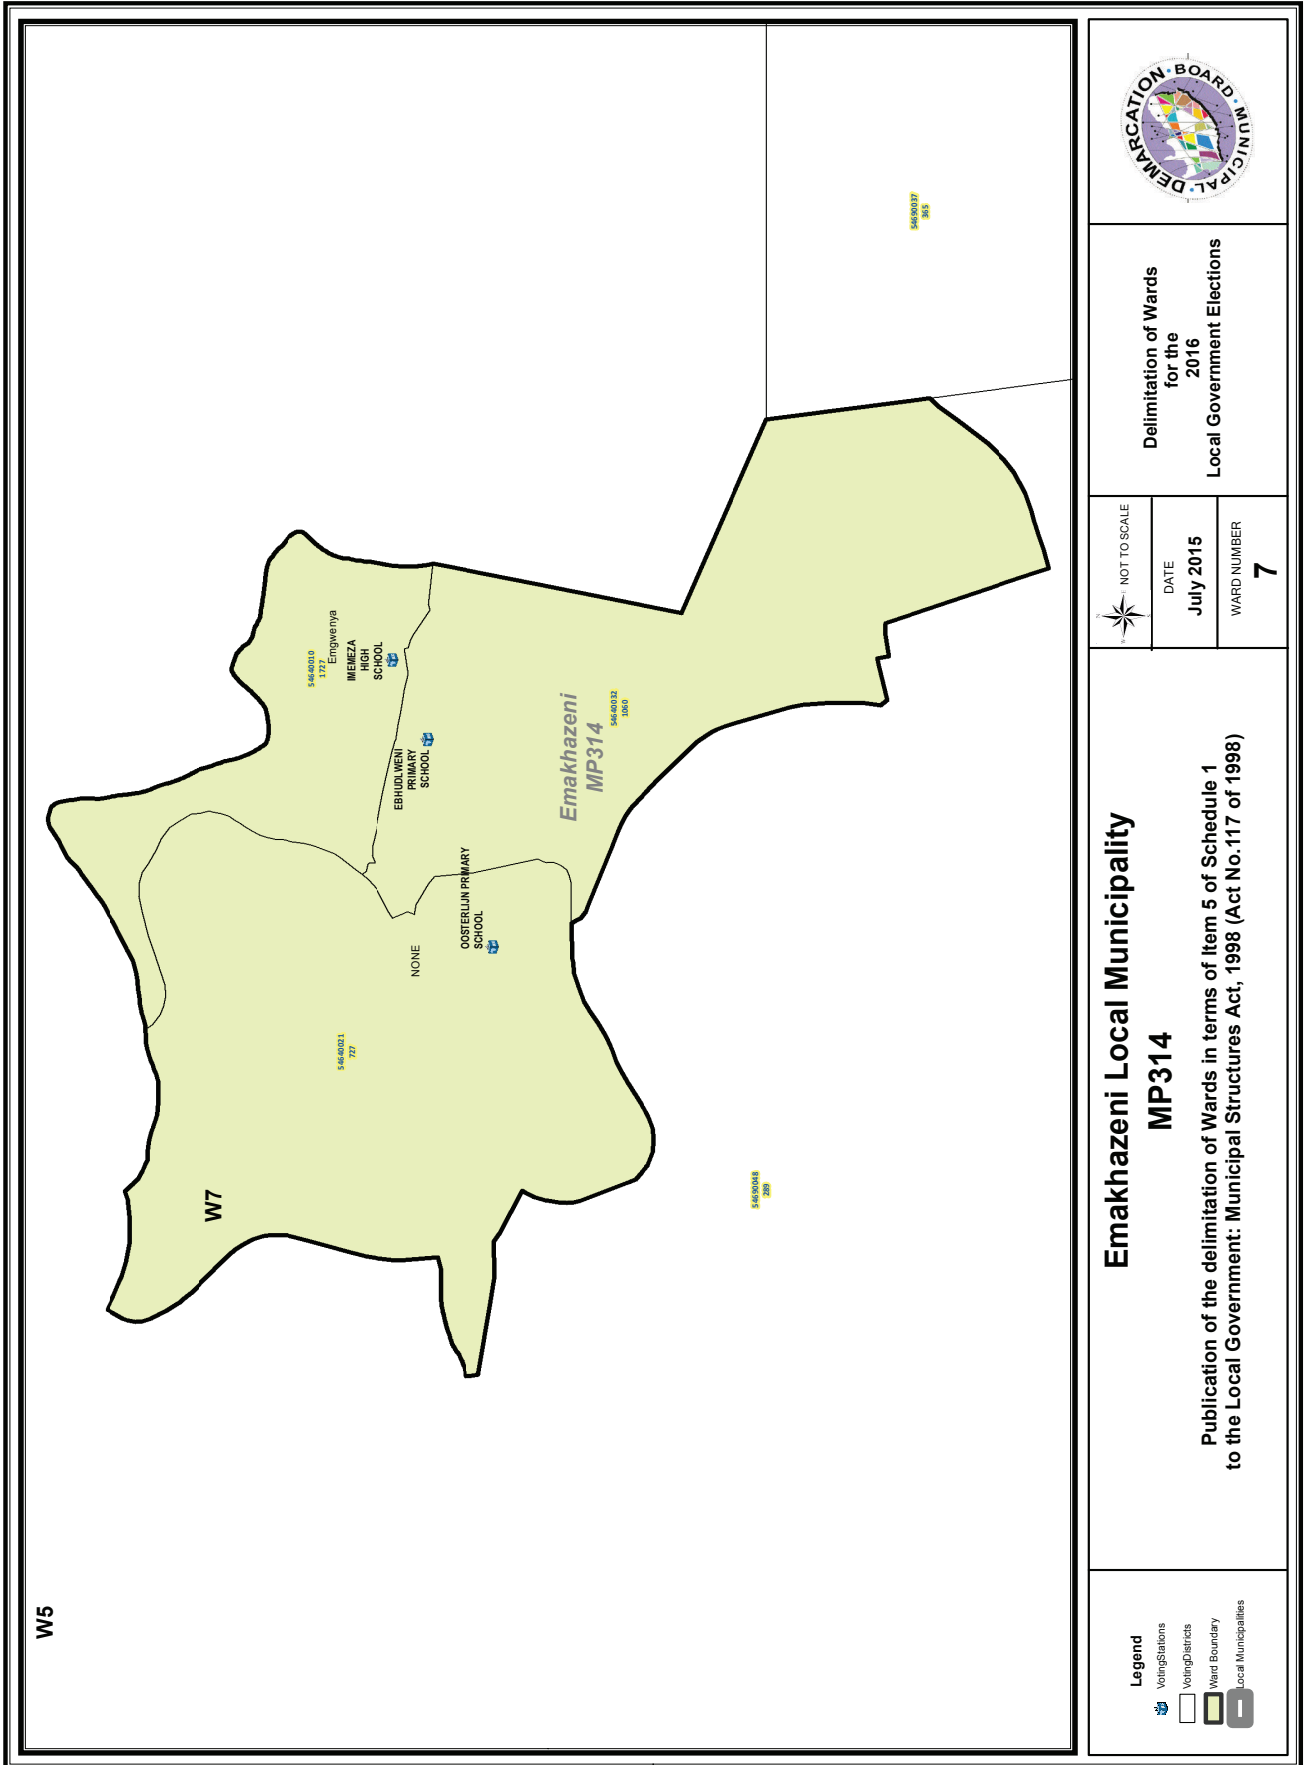 W5
W7
54640021
727
NONE
OOSTERLIJN PRIMARY
SCHOOL
EBHUDLWENI
PRIMARY
SCHOOL
54640010
1727
Emgwenya
IMEMEZA
HIGH
SCHOOL
Emakhazeni
MP314
54640032
1060
54690048
289
54690037
365
Legend
VotingStations
VotingDistricts
Ward Boundary
Local Municipalities
Emakhazeni Local Municipality
MP314
Publication of the delimitation of Wards in terms of Item 5 of Schedule 1
to the Local Government: Municipal Structures Act, 1998 (Act No.117 of 1998)
N
W
E
S
NOT TO SCALE
DATE
July 2015
WARD NUMBER
7
Delimitation of Wards
for the
2016
Local Government Elections
MUNICIPAL DEMARCATION BOARD